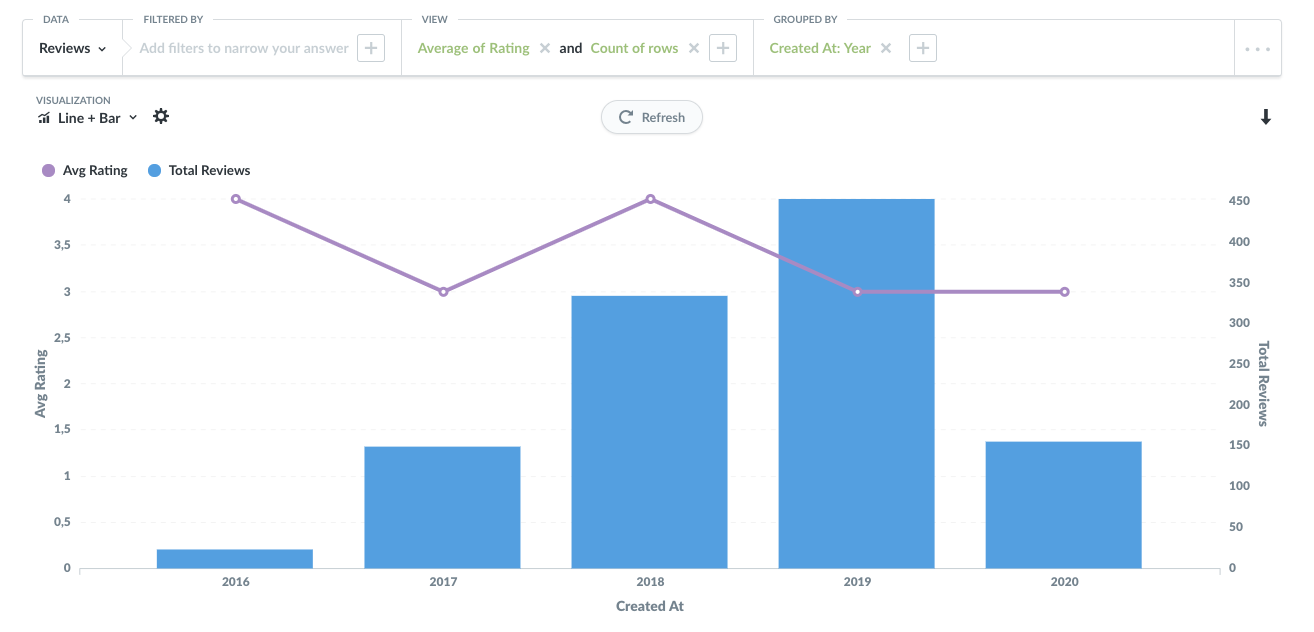 DATA
FILTERED BY
VIEW
GROUPED BY
Reviews
Add filters to narrow your answer
Average of Rating and Count of rows
Created At: Year
VISUALIZATION
Line + Bar
Refresh
Avg Rating
Total Reviews
4
3,5
3
2,5
2
1,5
1
0,5
0
Avg Rating
450
400
350
300
250
200
150
100
50
0
Total Reviews
2016
2017
2018
2019
2020
Created At